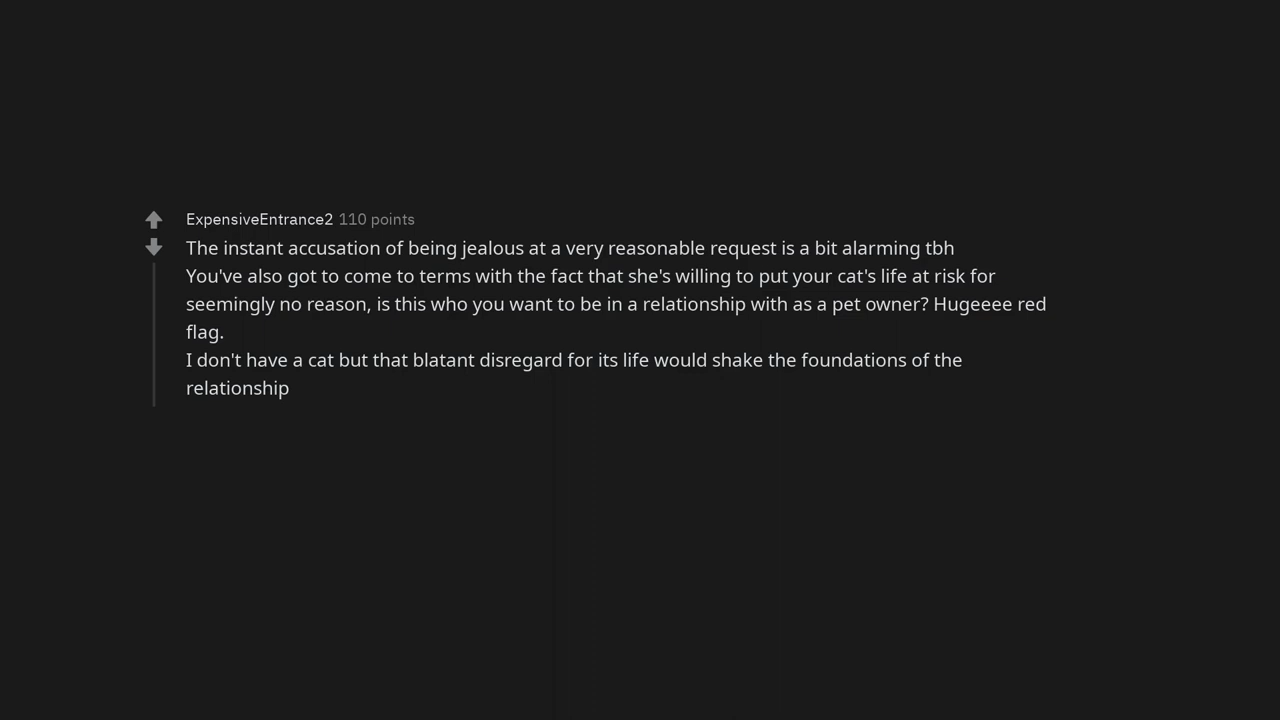 ExpensiveEntrance2 110 points
The instant accusation of being jealous at a very reasonable request is a bit alarming tbh
You've also got to come to terms with the fact that she's willing to put your cat's life at risk for
seemingly no reason, is this who you want to be in a relationship with as a pet owner? Hugeeee red
flag.
I don't have a cat but that blatant disregard for its life would shake the foundations of the
relationship